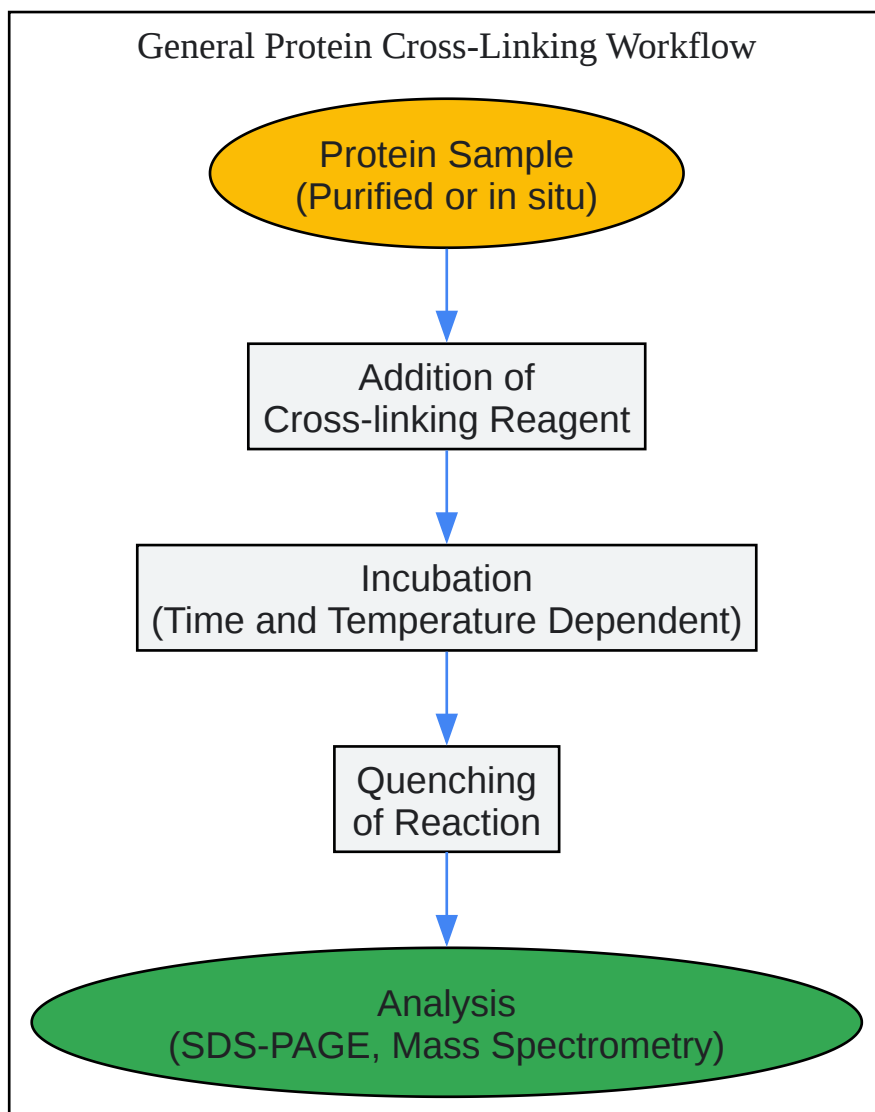 General Protein Cross-Linking Workflow
Protein Sample
(Purified or in situ)
Addition of
Cross-linking Reagent
Incubation
(Time and Temperature Dependent)
Quenching
of Reaction
Analysis
(SDS-PAGE, Mass Spectrometry)